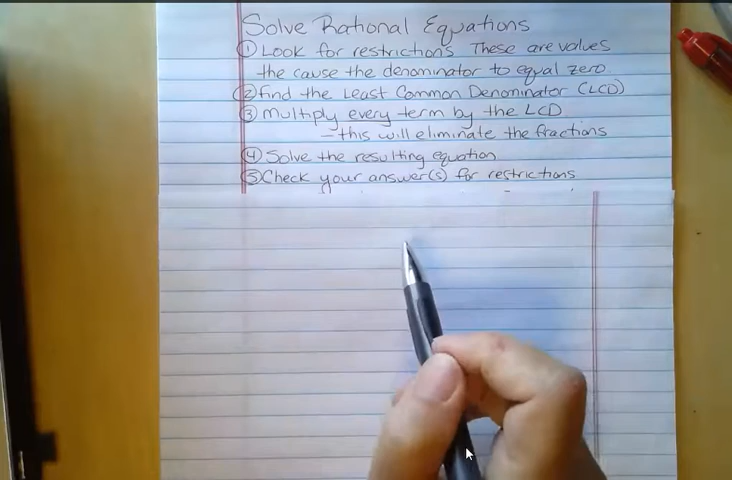 Solve Rational Equations
① Look for restrictions These are values
the cause the denominator to equal zero
② Find the Least Common Denominator (LCD)
③ Multiply every term by the LCD
- this will eliminate the fractions
④ Solve the resulting equation
⑤ Check your answer(s) for restrictions